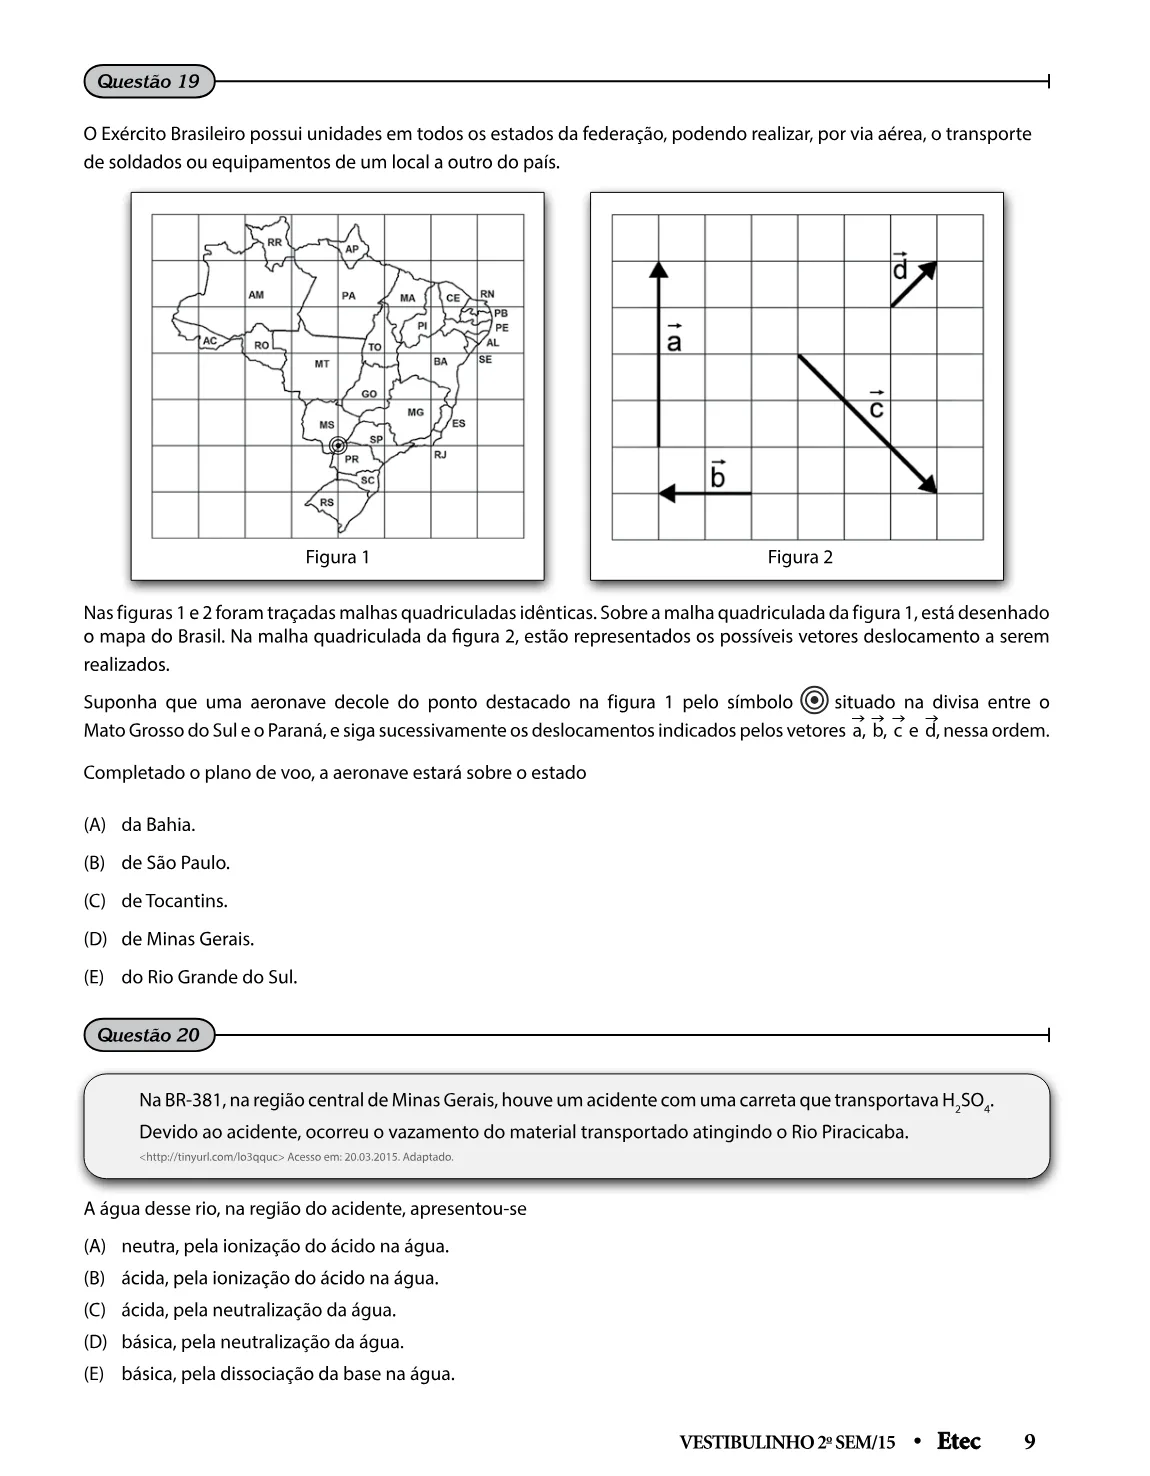 Questão 19
O Exército Brasileiro possui unidades em todos os estados da federação, podendo realizar, por via aérea, o transporte
de soldados ou equipamentos de um local a outro do país.
RR
AP
AM
PA
MA
CE
RN
PB
PI
PE
AC
RO
TO
AL
MT
BA
SE
GO
MG
MS
ES
SP
PR
RJ
SC
RS
Figura 1
d
a
c
b
Figura 2
Nas figuras 1 e 2 foram traçadas malhas quadriculadas idênticas. Sobre a malha quadriculada da figura 1, está desenhado
o mapa do Brasil. Na malha quadriculada da figura 2, estão representados os possíveis vetores deslocamento a serem
realizados.
Suponha que uma aeronave decole do ponto destacado na figura 1 pelo símbolo situado na divisa entre o
Mato Grosso do Sul e o Paraná, e siga sucessivamente os deslocamentos indicados pelos vetores a, b, c e d, nessa ordem.
Completado o plano de voo, a aeronave estará sobre o estado
(A) da Bahia.
(B) de São Paulo.
(C) de Tocantins.
(D) de Minas Gerais.
(E) do Rio Grande do Sul.
Questão 20
Na BR-381, na região central de Minas Gerais, houve um acidente com uma carreta que transportava H₂SO₄.
Devido ao acidente, ocorreu o vazamento do material transportado atingindo o Rio Piracicaba.
<http://tinyurl.com/lo3qquc> Acesso em: 20.03.2015. Adaptado.
A água desse rio, na região do acidente, apresentou-se
(A) neutra, pela ionização do ácido na água.
(B) ácida, pela ionização do ácido na água.
(C) ácida, pela neutralização da água.
(D) básica, pela neutralização da água.
(E) básica, pela dissociação da base na água.
VESTIBULINHO 2º SEM/15 • Etec 9